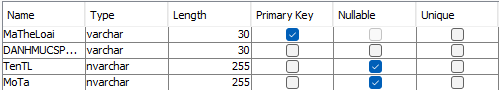 Name Type Length Primary Key Nullable Unique
MaTheLoai varchar 30
DANHMUCSP... varchar 30
TenTL nvarchar 255
MoTa nvarchar 255